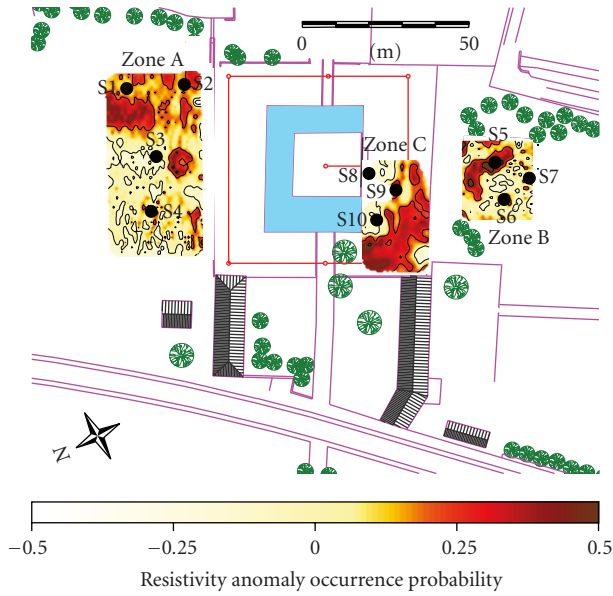 0 50
(m)
Zone A
S1
S2
S3
S4
Zone C
S8
S9
S10
S5
S7
S6
Zone B
N
−0.5 −0.25 0 0.25 0.5
Resistivity anomaly occurrence probability